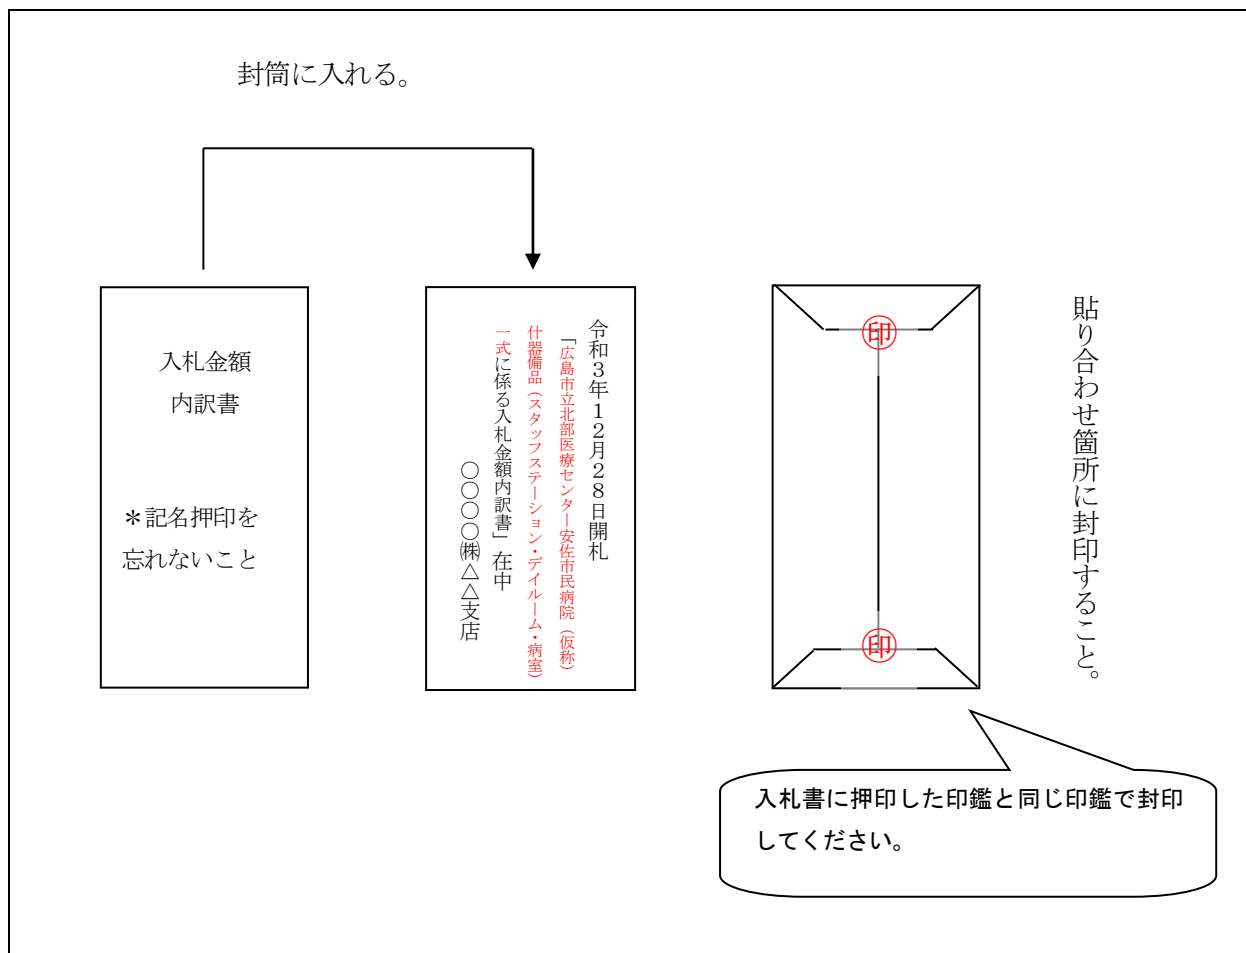 封筒に入れる。
入札金額
内訳書
＊記名押印を
忘れないこと
令和３年１２月２８日開札
「広島市立北部医療センター安佐市民病院（仮称）
什器備品（スタッフステーション・デイルーム・病室）
一式に係る入札金額内訳書」在中
〇〇〇〇㈱△△支店
印
印
貼り合わせ箇所に封印すること。
入札書に押印した印鑑と同じ印鑑で封印
してください。